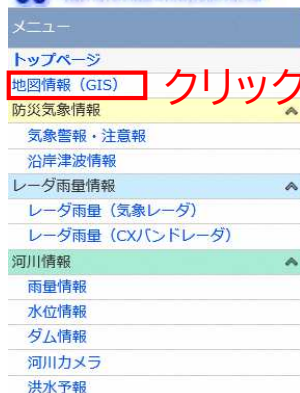 メニュー
トップページ
地図情報（GIS）
クリック
防災気象情報
気象警報・注意報
沿岸津波情報
レーダ雨量情報
レーダ雨量（気象レーダ）
レーダ雨量（CXバンドレーダ）
河川情報
雨量情報
水位情報
ダム情報
河川カメラ
洪水予報